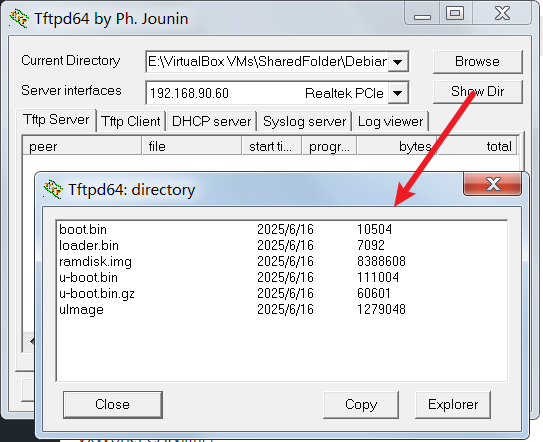 Tftpd64 by Ph. Jounin
Current Directory E:\VirtualBox VMs\SharedFolder\Debian Browse
Server interfaces 192.168.90.60 Realtek PCIe Show Dir
Tftp Server Tftp Client DHCP server Syslog server Log viewer
peer file start ti... progr... bytes total
Tftpd64: directory
boot.bin 2025/6/16 10504
loader.bin 2025/6/16 7092
ramdisk.img 2025/6/16 8388608
u-boot.bin 2025/6/16 111004
u-boot.bin.gz 2025/6/16 60601
uImage 2025/6/16 1279048
Close Copy Explorer